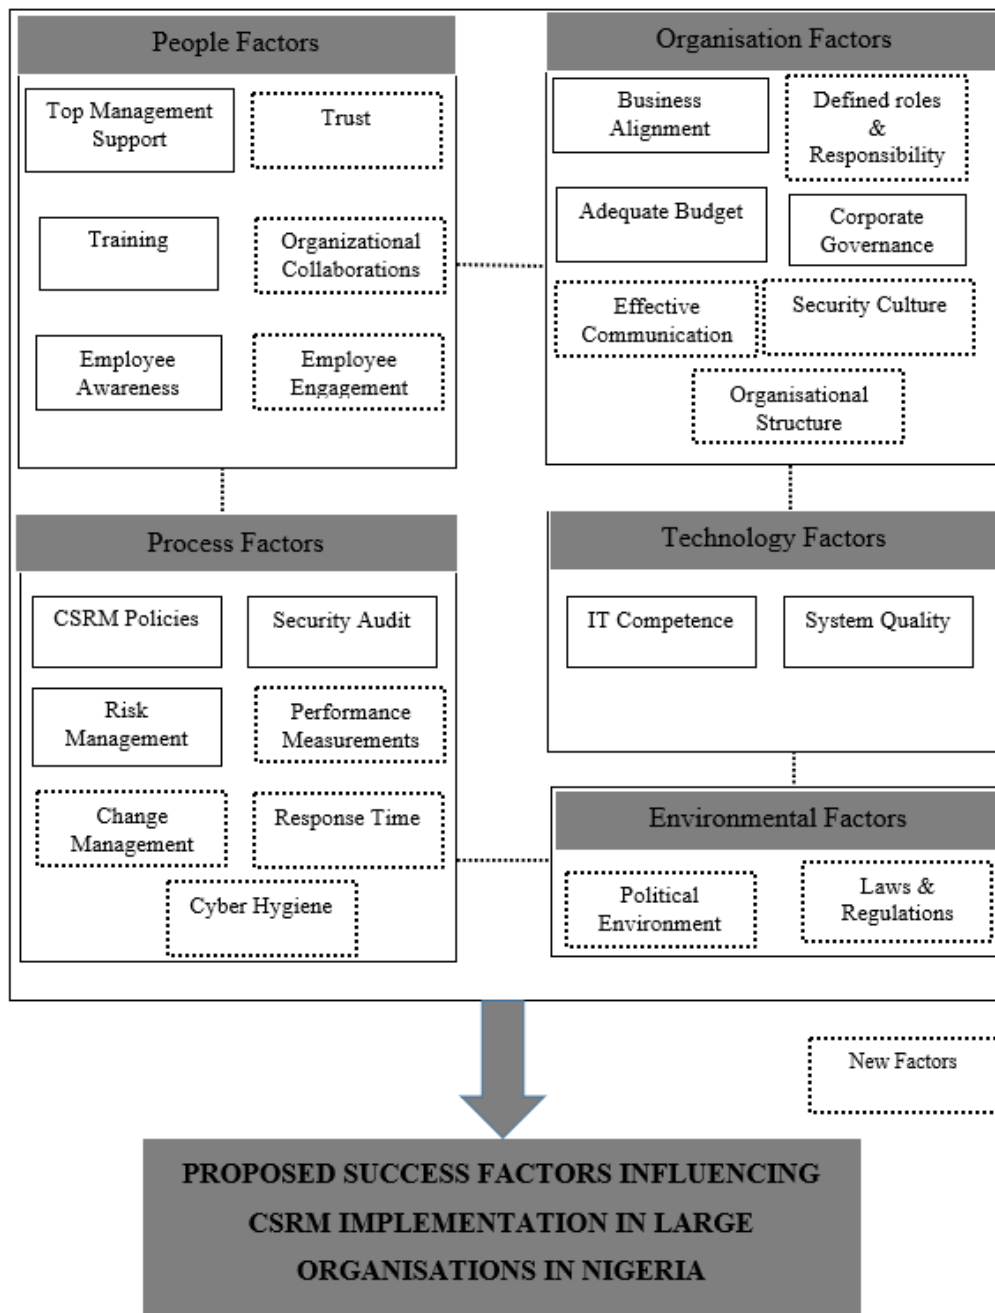 People Factors
Top Management
Support
Trust
Training
Organizational
Collaborations
Employee
Awareness
Employee
Engagement
Organisation Factors
Business
Alignment
Defined roles
&
Responsibility
Adequate Budget
Corporate
Governance
Effective
Communication
Security Culture
Organisational
Structure
Process Factors
CSRM Policies
Security Audit
Risk
Management
Performance
Measurements
Change
Management
Response Time
Cyber Hygiene
Technology Factors
IT Competence
System Quality
Environmental Factors
Political
Environment
Laws &
Regulations
New Factors
PROPOSED SUCCESS FACTORS INFLUENCING
CSRM IMPLEMENTATION IN LARGE
ORGANISATIONS IN NIGERIA